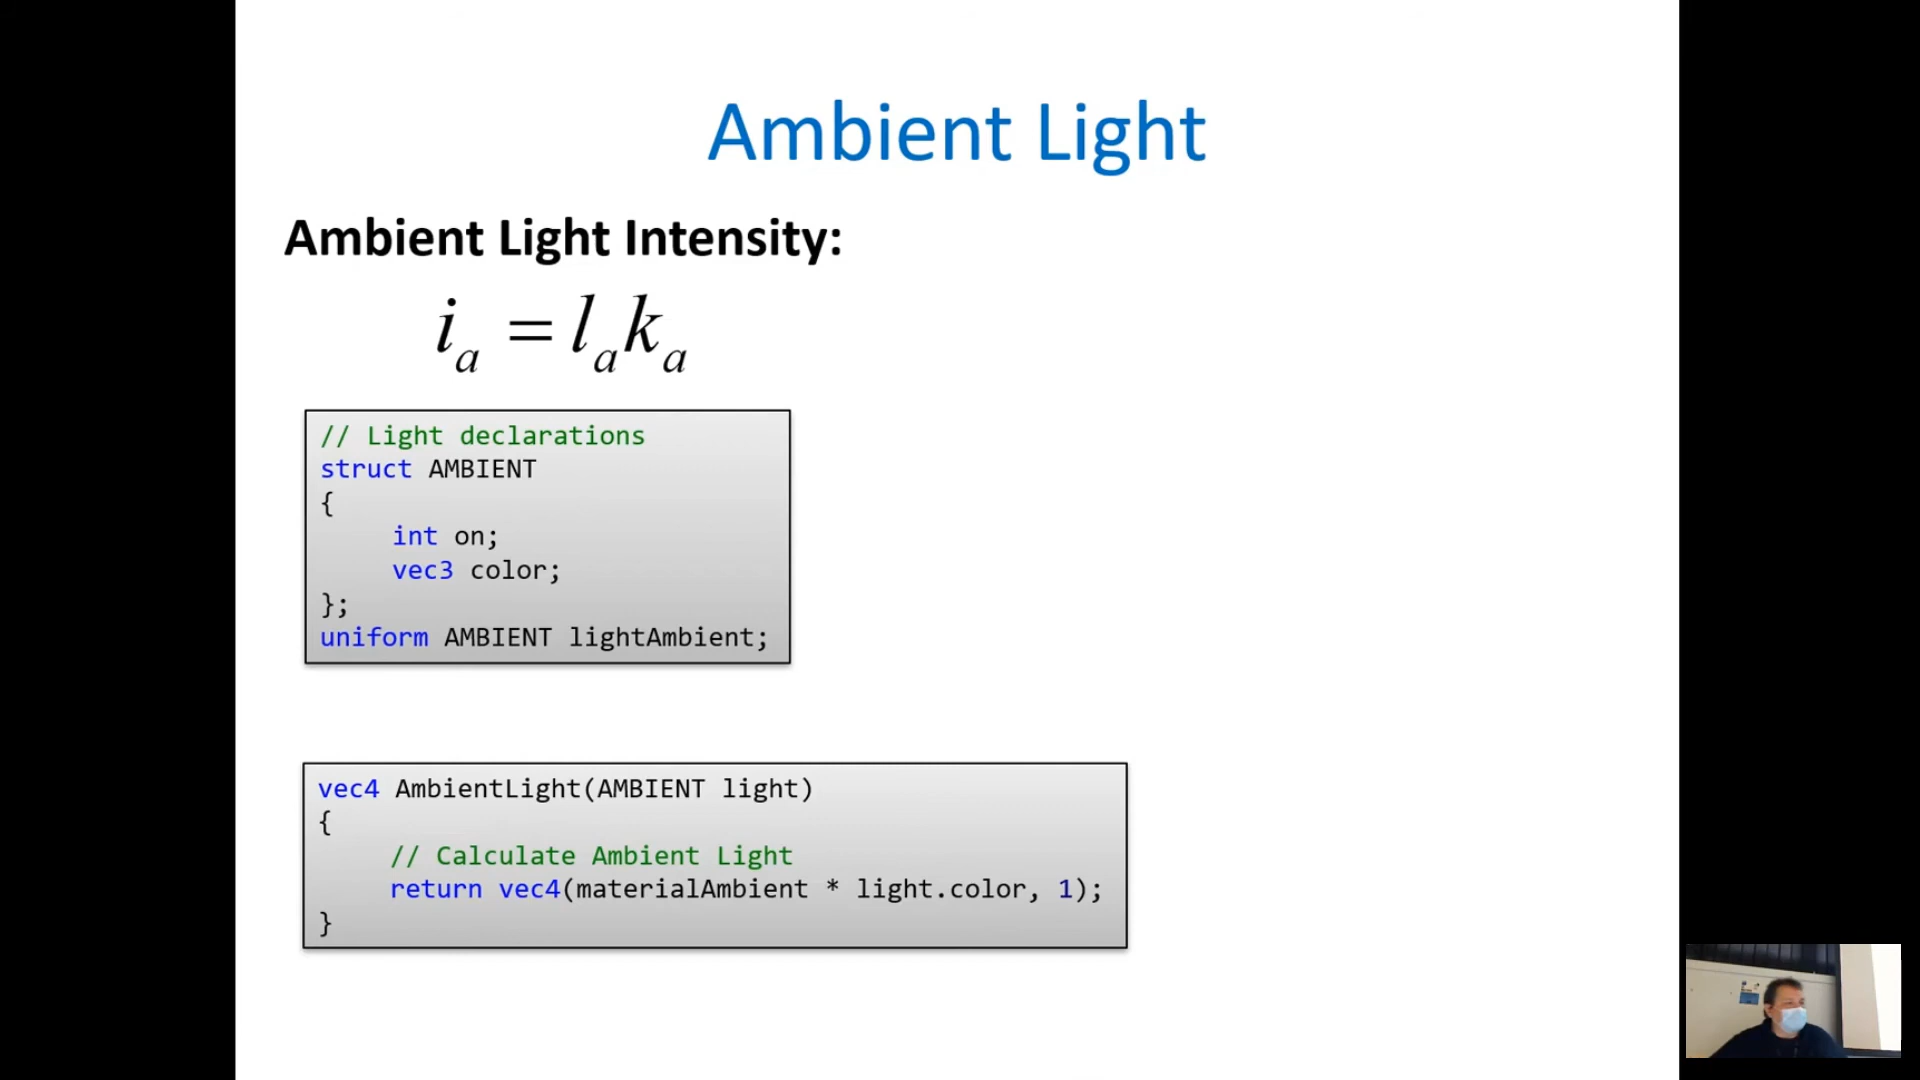 Ambient Light
Ambient Light Intensity:
i_a = l_a k_a
// Light declarations
struct AMBIENT
{
int on;
vec3 color;
};
uniform AMBIENT lightAmbient;
vec4 AmbientLight(AMBIENT light)
{
// Calculate Ambient Light
return vec4(materialAmbient * light.color, 1);
}